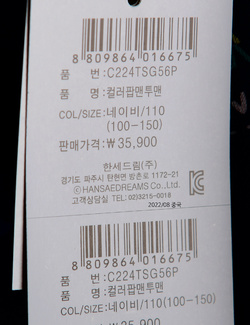 8 809864 016675
품 번 : C224TSG56P
품 명 : 컬러팝맨투맨
COL/SIZE : 네이비/110
(100-150)
판매가격 : ₩ 35,900
한세드림(주)
경기도 파주시 탄현면 방촌로 1172-21
ⓒ HANSAEDREAMS Co., Ltd.
고객상담실 TEL: 02)3215-0018
2022/08 중국
8 809864 016675
품 번 : C224TSG56P
품 명 : 컬러팝맨투맨
COL/SIZE : 네이비/110(100-150)
₩ 35,900